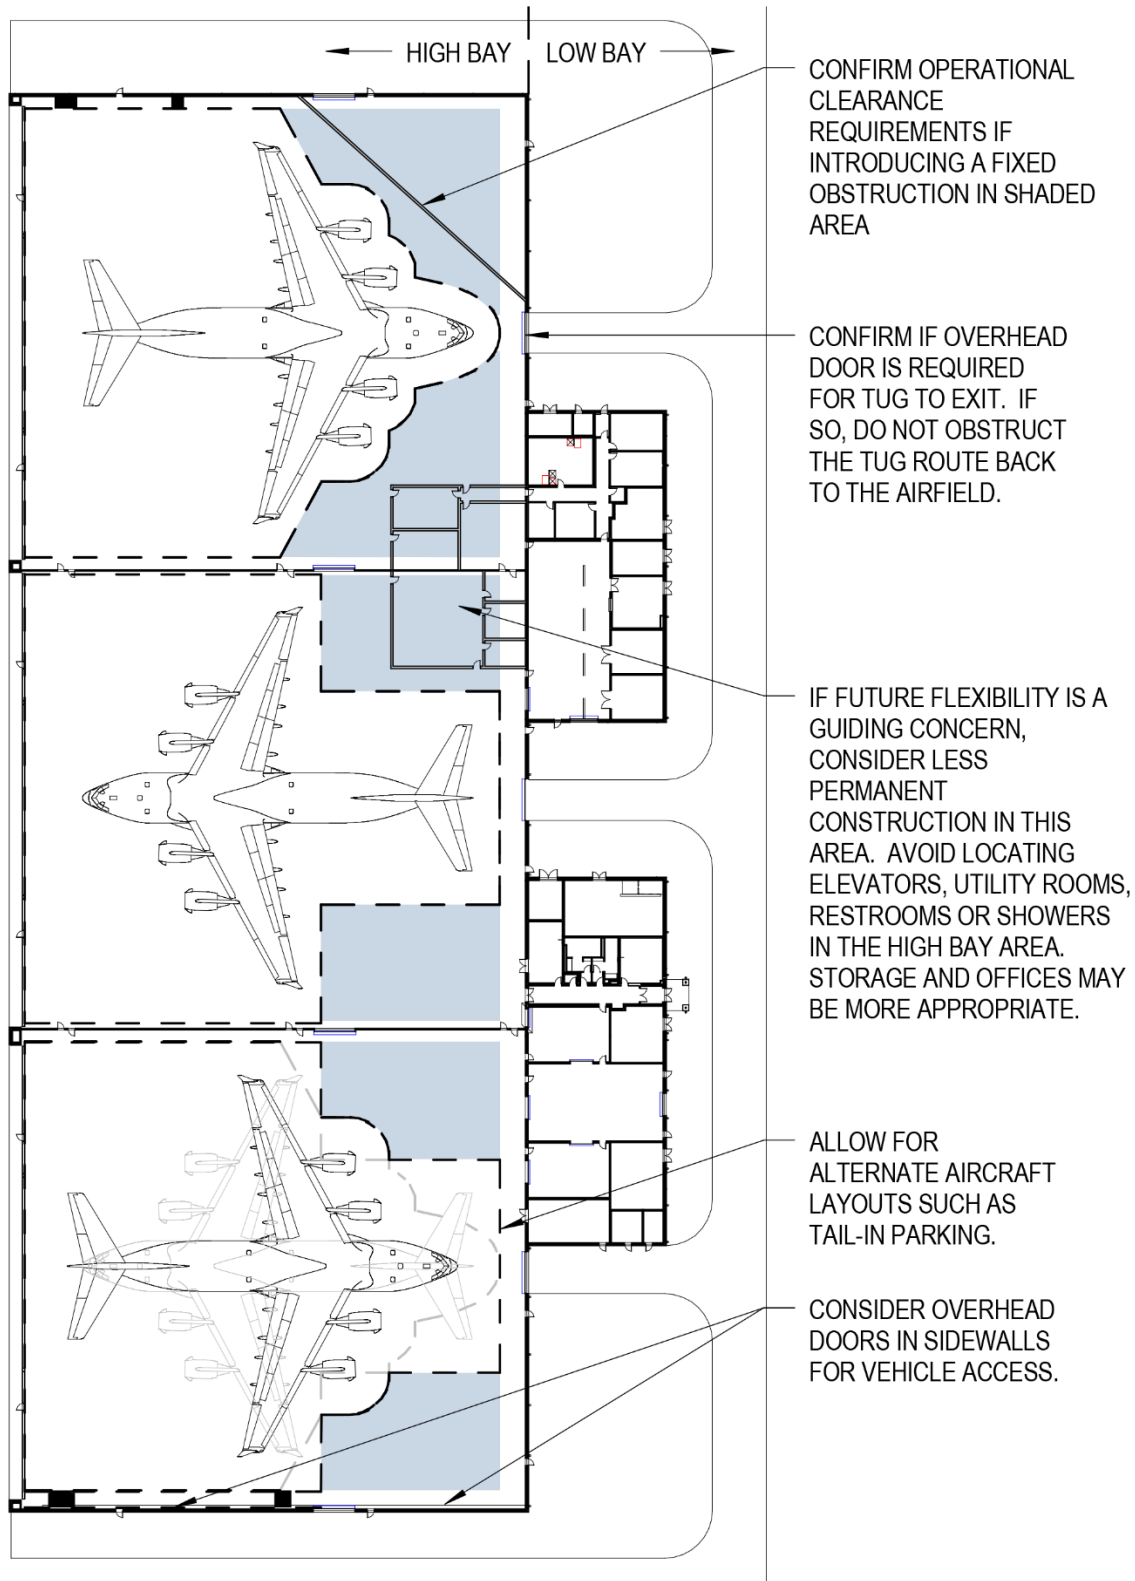 HIGH BAY LOW BAY
CONFIRM OPERATIONAL
CLEARANCE
REQUIREMENTS IF
INTRODUCING A FIXED
OBSTRUCTION IN SHADED
AREA
CONFIRM IF OVERHEAD
DOOR IS REQUIRED
FOR TUG TO EXIT. IF
SO, DO NOT OBSTRUCT
THE TUG ROUTE BACK
TO THE AIRFIELD.
IF FUTURE FLEXIBILITY IS A
GUIDING CONCERN,
CONSIDER LESS
PERMANENT
CONSTRUCTION IN THIS
AREA. AVOID LOCATING
ELEVATORS, UTILITY ROOMS,
RESTROOMS OR SHOWERS
IN THE HIGH BAY AREA.
STORAGE AND OFFICES MAY
BE MORE APPROPRIATE.
ALLOW FOR
ALTERNATE AIRCRAFT
LAYOUTS SUCH AS
TAIL-IN PARKING.
CONSIDER OVERHEAD
DOORS IN SIDEWALLS
FOR VEHICLE ACCESS.